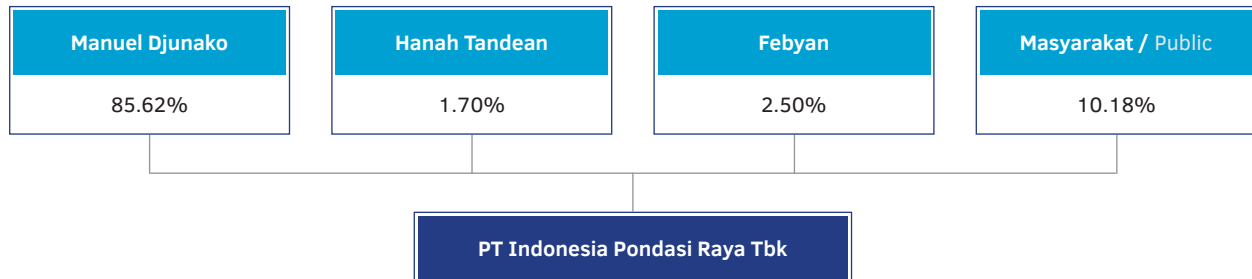 Manuel Djunako
85.62%
Hanah Tandean
1.70%
Febyan
2.50%
Masyarakat / Public
10.18%
PT Indonesia Pondasi Raya Tbk